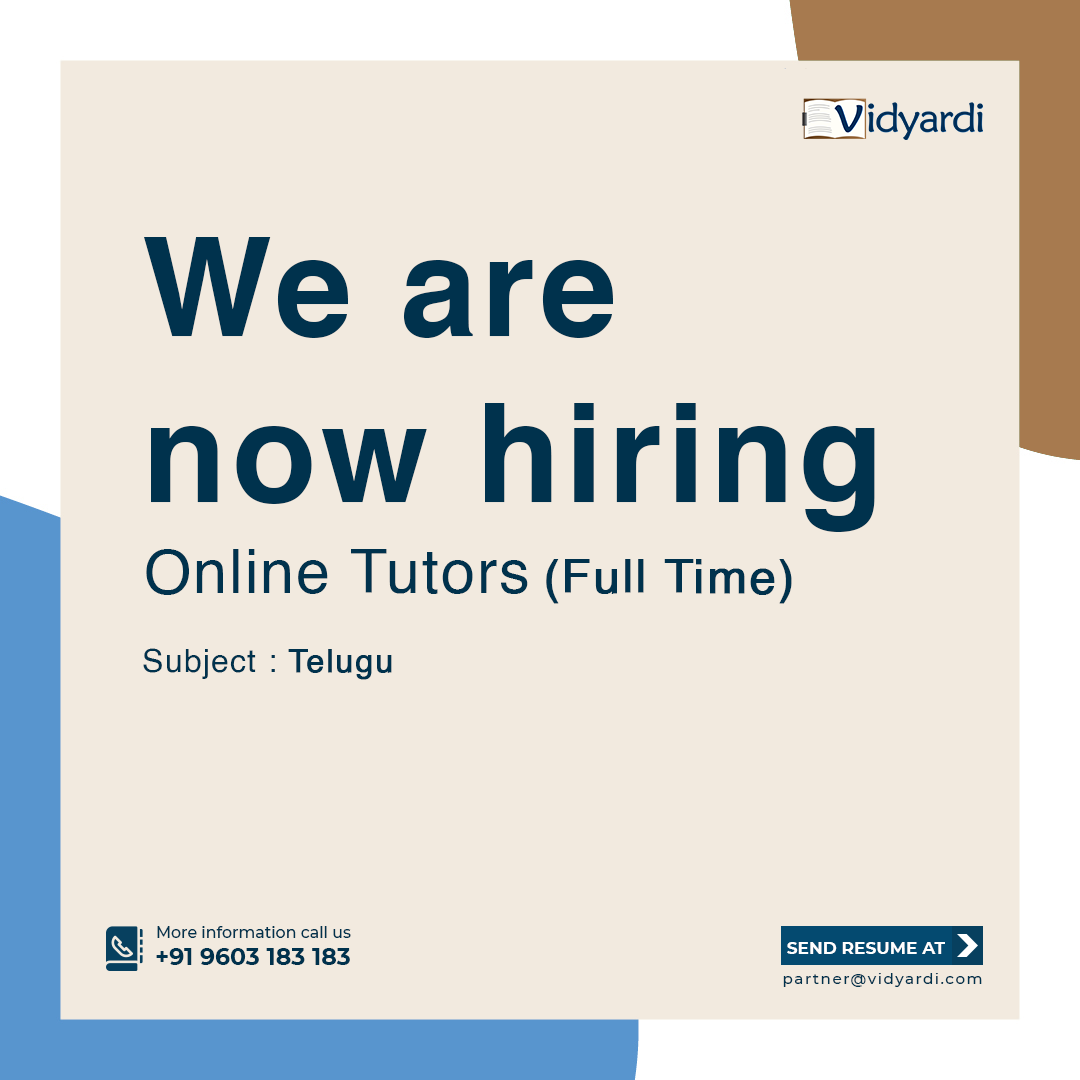 Vidyardi
We are
now hiring
Online Tutors (Full Time)
Subject : Telugu
More information call us
+91 9603 183 183
SEND RESUME AT
partner@vidyardi.com